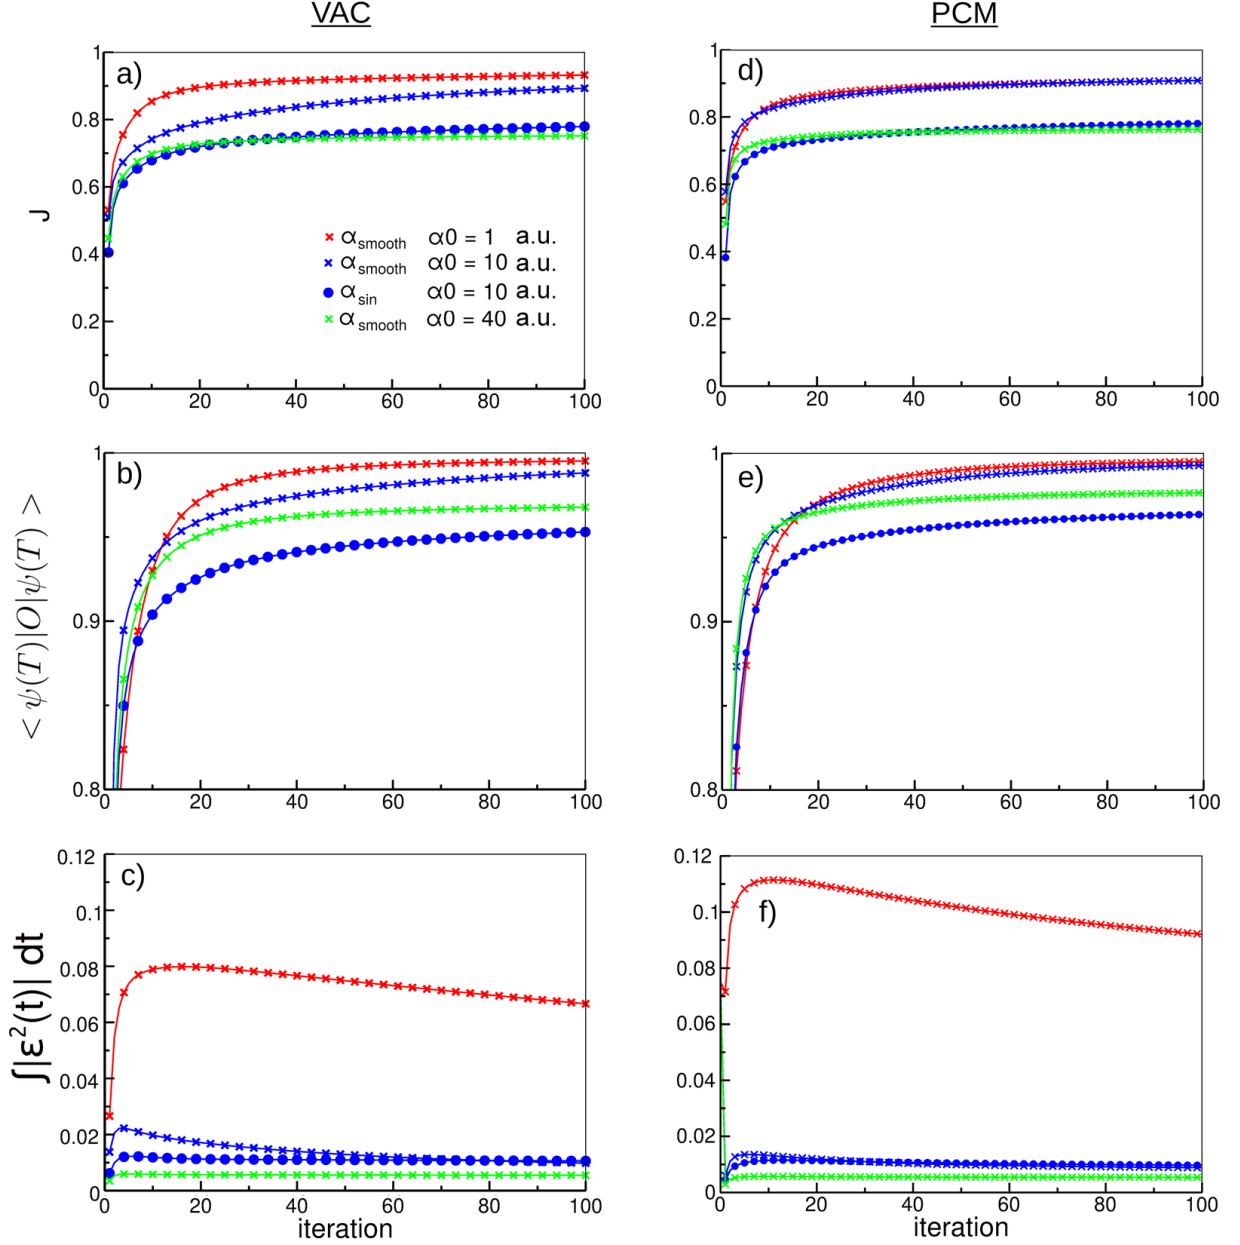 VAC
PCM
a)
1
0.8
0.6
0.4
0.2
0
J
α smooth α0 = 1 a.u.
α smooth α0 = 10 a.u.
α sin α0 = 10 a.u.
α smooth α0 = 40 a.u.
0 20 40 60 80 100
d)
1
0.8
0.6
0.4
0.2
0
0 20 40 60 80 100
b)
1
0.9
0.8
< ψ(T)|O|ψ(T) >
0 20 40 60 80 100
e)
1
0.9
0.8
0 20 40 60 80 100
c)
0.12
0.1
0.08
0.06
0.04
0.02
0
∫|ε²(t)| dt
0 20 40 60 80 100
iteration
f)
0.12
0.1
0.08
0.06
0.04
0.02
0
0 20 40 60 80 100
iteration